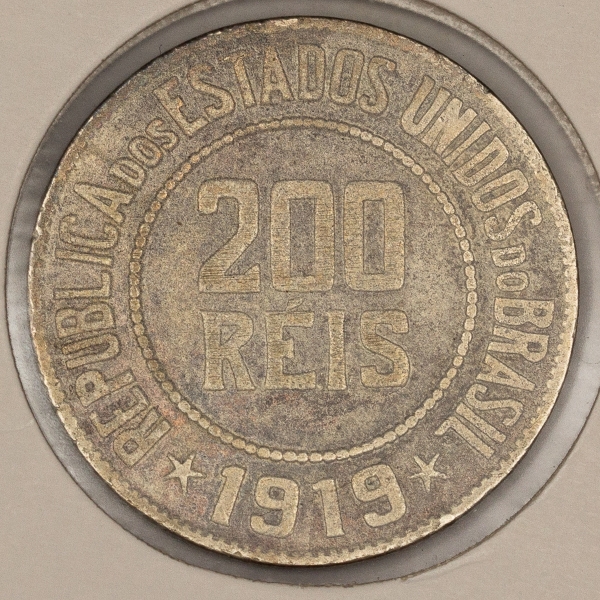 REPUBLICA DOS ESTADOS UNIDOS DO BRASIL
200
RÉIS
1919